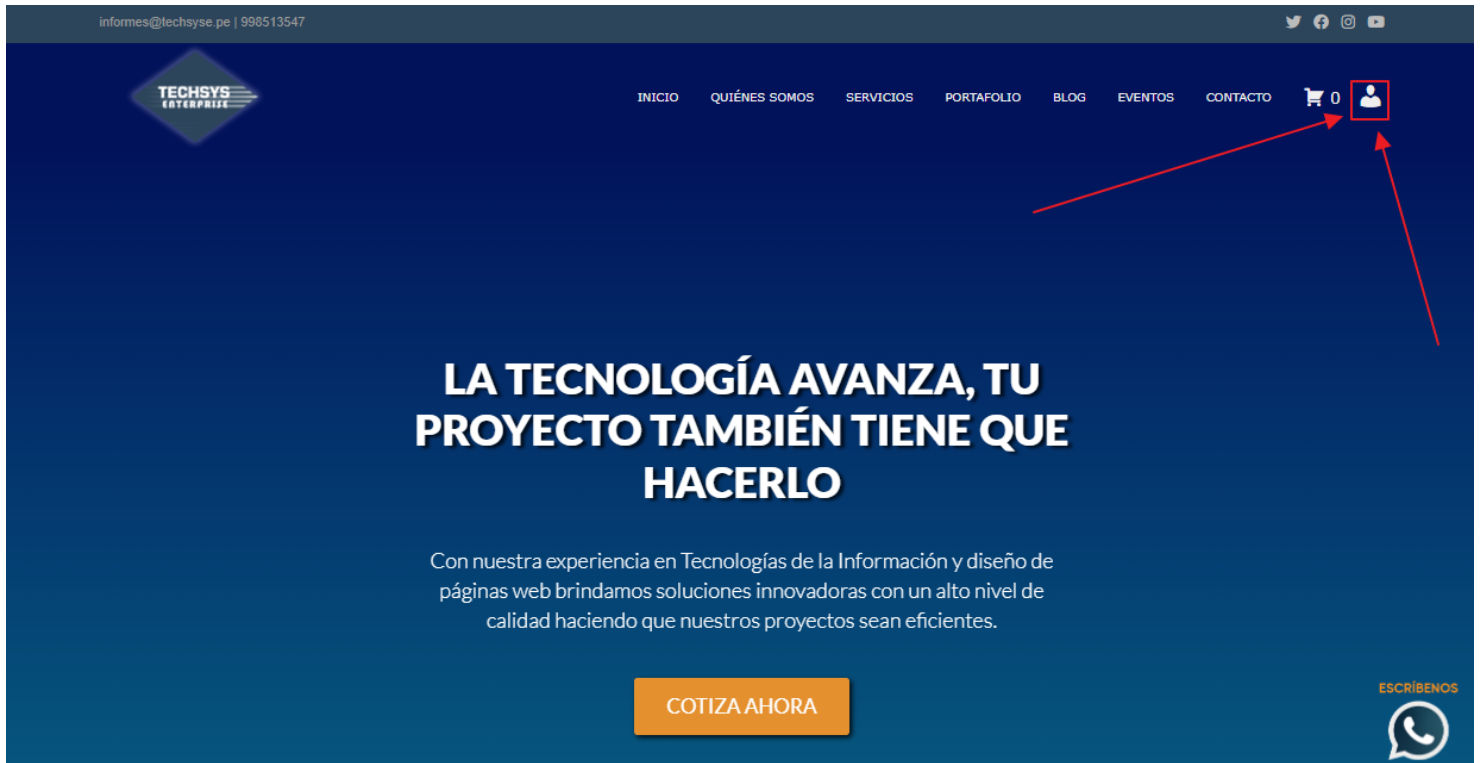 informes@techsyse.pe | 998513547
TECHSYS
ENTERPRISE
INICIO QUIÉNES SOMOS SERVICIOS PORTAFOLIO BLOG EVENTOS CONTACTO 0
LA TECNOLOGÍA AVANZA, TU
PROYECTO TAMBIÉN TIENE QUE
HACERLO
Con nuestra experiencia en Tecnologías de la Información y diseño de
páginas web brindamos soluciones innovadoras con un alto nivel de
calidad haciendo que nuestros proyectos sean eficientes.
COTIZA AHORA
ESCRÍBENOS